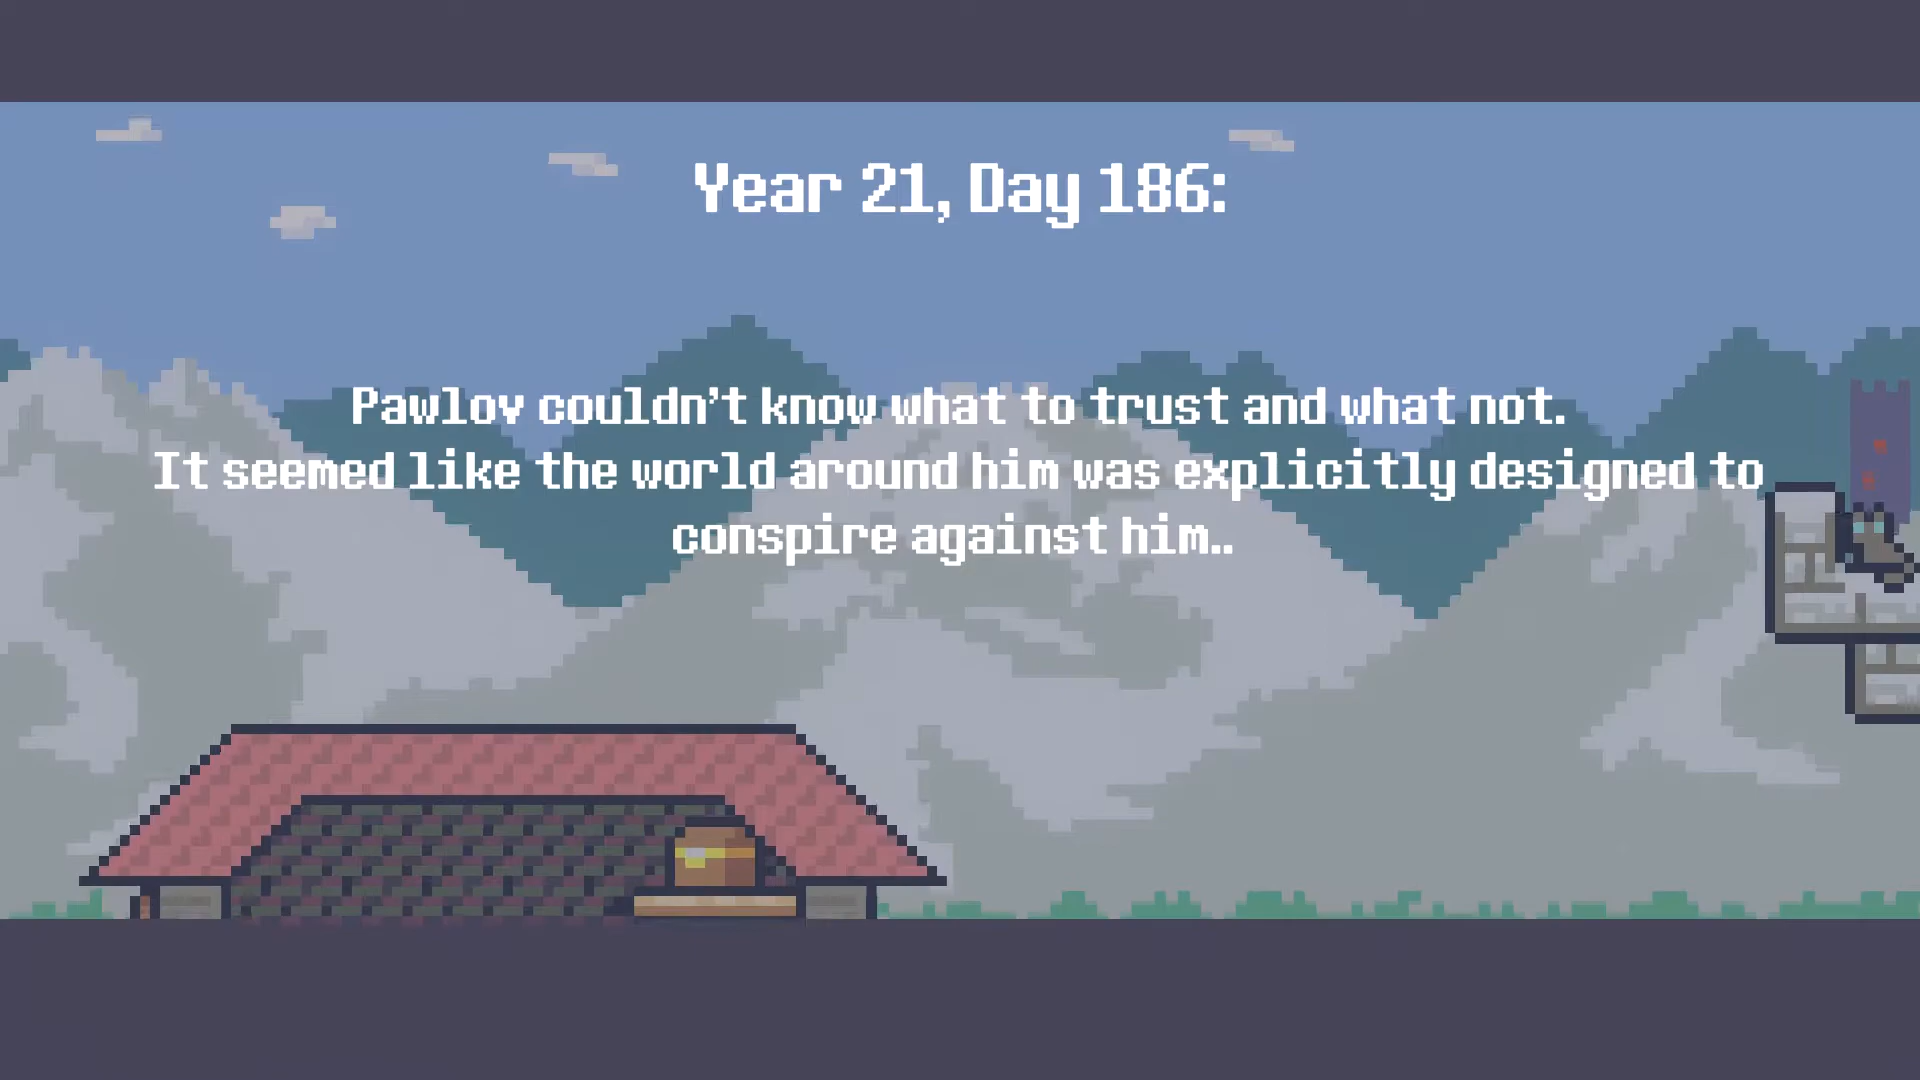 Year 21, Day 186:
Pawlov couldn't know what to trust and what not.
It seemed like the world around him was explicitly designed to
conspire against him..